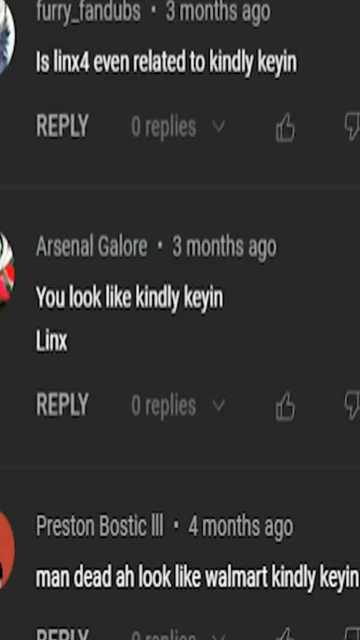 furry_fandubs • 3 months ago
Is linx4 even related to kindly keyin
REPLY 0 replies
Arsenal Galore • 3 months ago
You look like kindly keyin
Linx
REPLY 0 replies
Preston Bostic lll • 4 months ago
man dead ah look like walmart kindly keyin
REPLY 0 replies